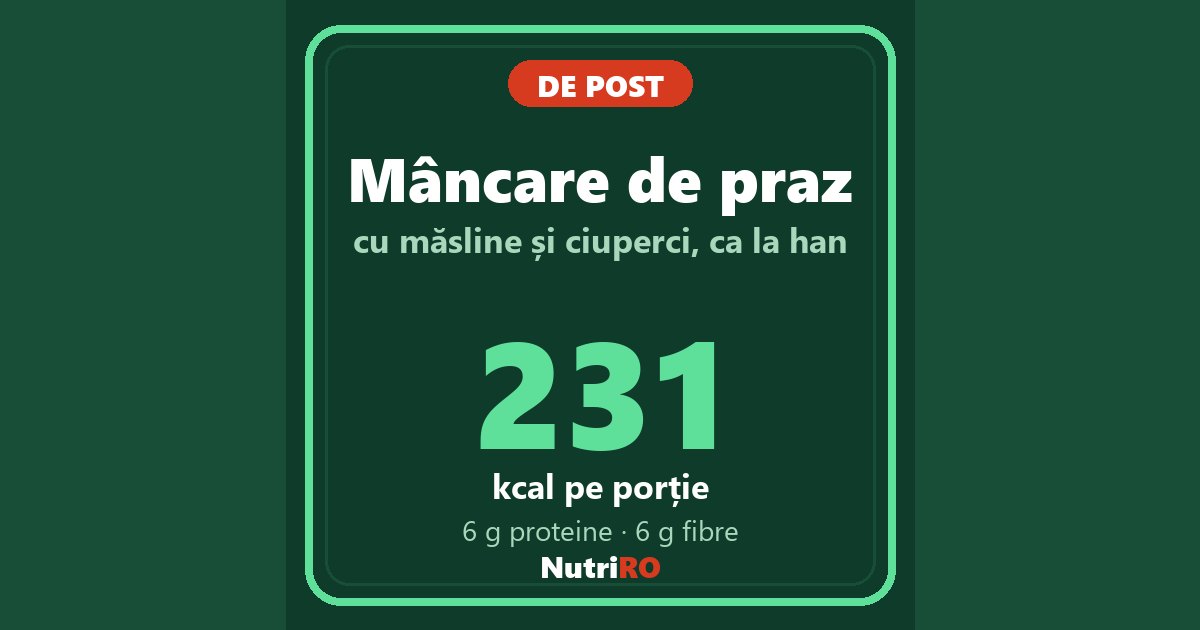 DE POST
Mâncare de praz
cu măsline și ciuperci, ca la han
231
kcal pe porție
6 g proteine · 6 g fibre
NutriRO